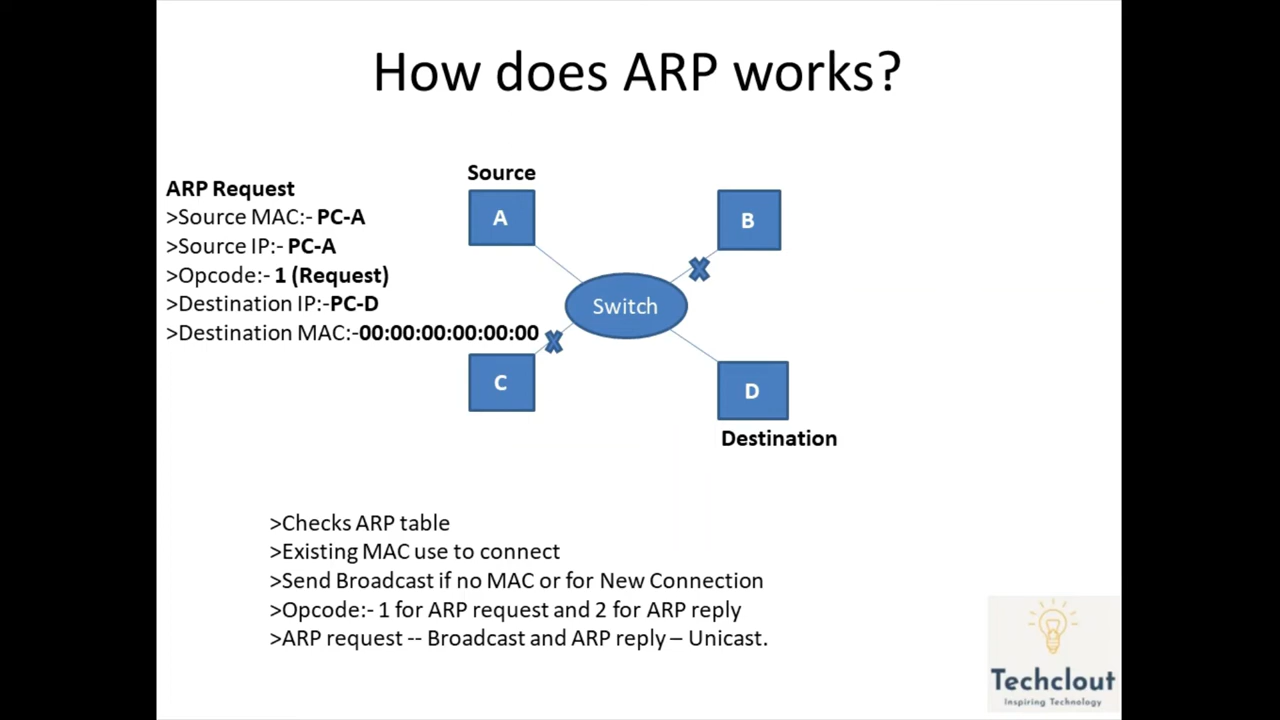 How does ARP works?
Source
ARP Request
>Source MAC:- PC-A
>Source IP:- PC-A
>Opcode:- 1 (Request)
>Destination IP:-PC-D
>Destination MAC:-00:00:00:00:00:00
A
B
Switch
C
D
Destination
>Checks ARP table
>Existing MAC use to connect
>Send Broadcast if no MAC or for New Connection
>Opcode:- 1 for ARP request and 2 for ARP reply
>ARP request -- Broadcast and ARP reply – Unicast.
Techclout
Inspiring Technology